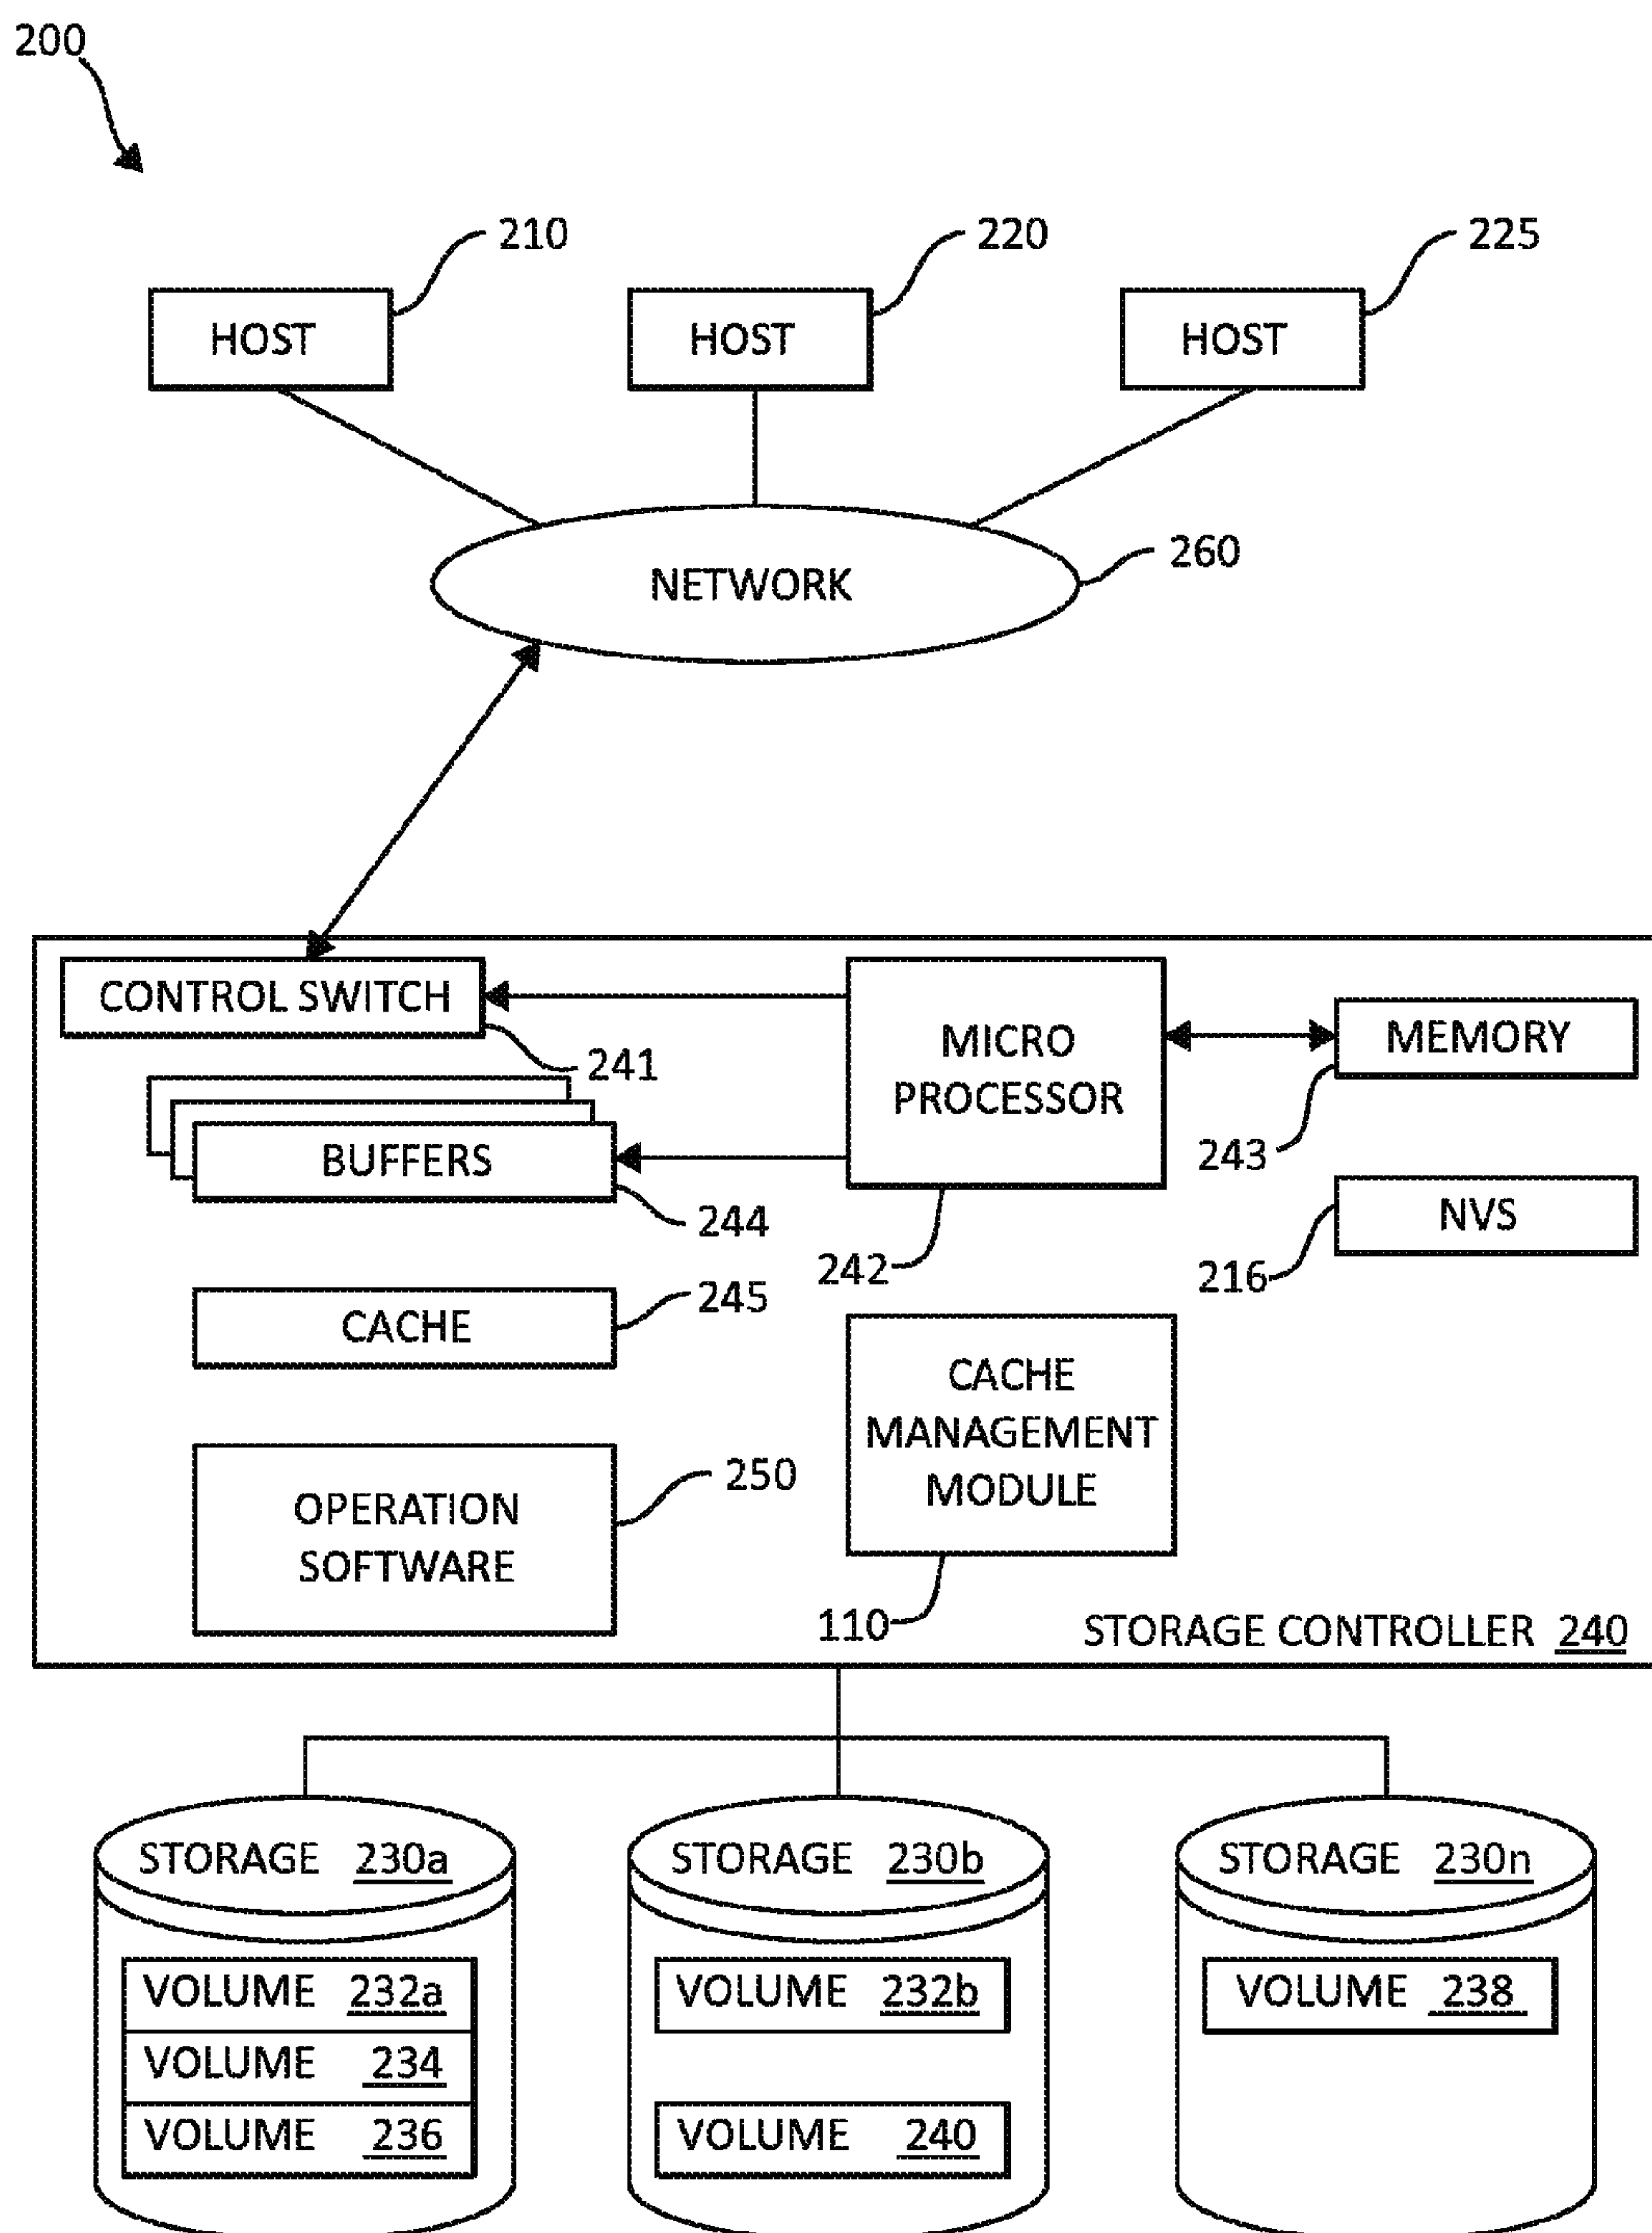 200
210
220
225
HOST
HOST
HOST
260
NETWORK
CONTROL SWITCH
241
MICRO
PROCESSOR
242
MEMORY
243
BUFFERS
244
NVS
216
CACHE
245
CACHE
MANAGEMENT
MODULE
110
OPERATION
SOFTWARE
250
STORAGE CONTROLLER 240
STORAGE 230a
VOLUME 232a
VOLUME 234
VOLUME 236
STORAGE 230b
VOLUME 232b
VOLUME 240
STORAGE 230n
VOLUME 238